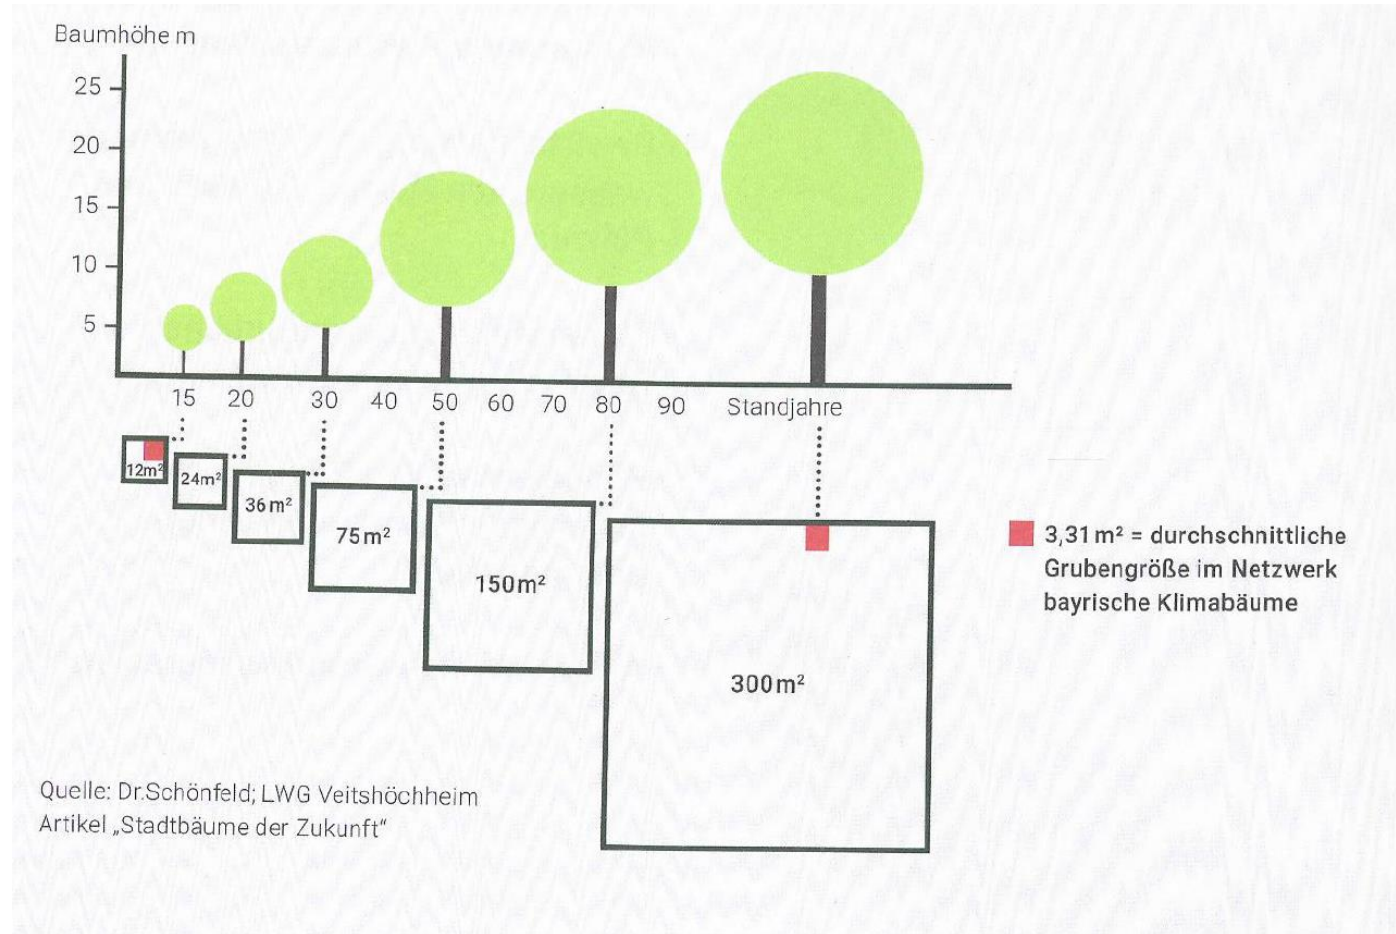 Baumhöhe m
25
20
15
10
5
15 20 30 40 50 60 70 80 90 Standjahre
12m²
24m²
36m²
75m²
150m²
300m²
3,31m² = durchschnittliche
Grubengröße im Netzwerk
bayrische Klimabäume
Quelle: Dr.Schönfeld; LWG Veitshöchheim
Artikel „Stadtbäume der Zukunft“